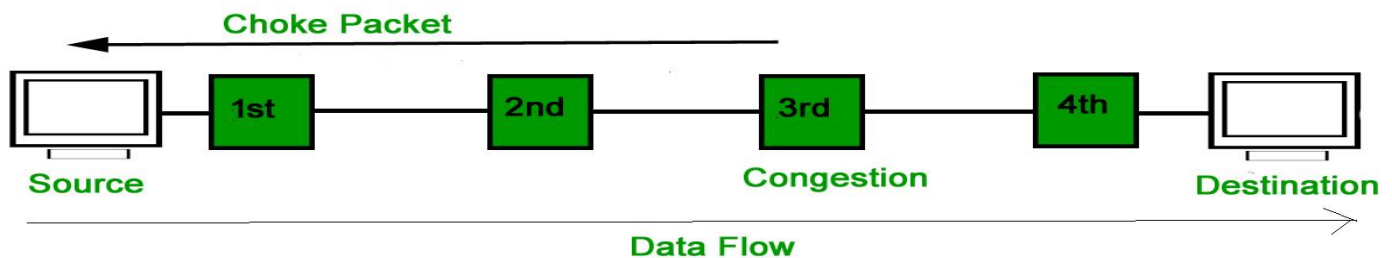 Choke Packet
1st 2nd 3rd 4th
Source Congestion Destination
Data Flow